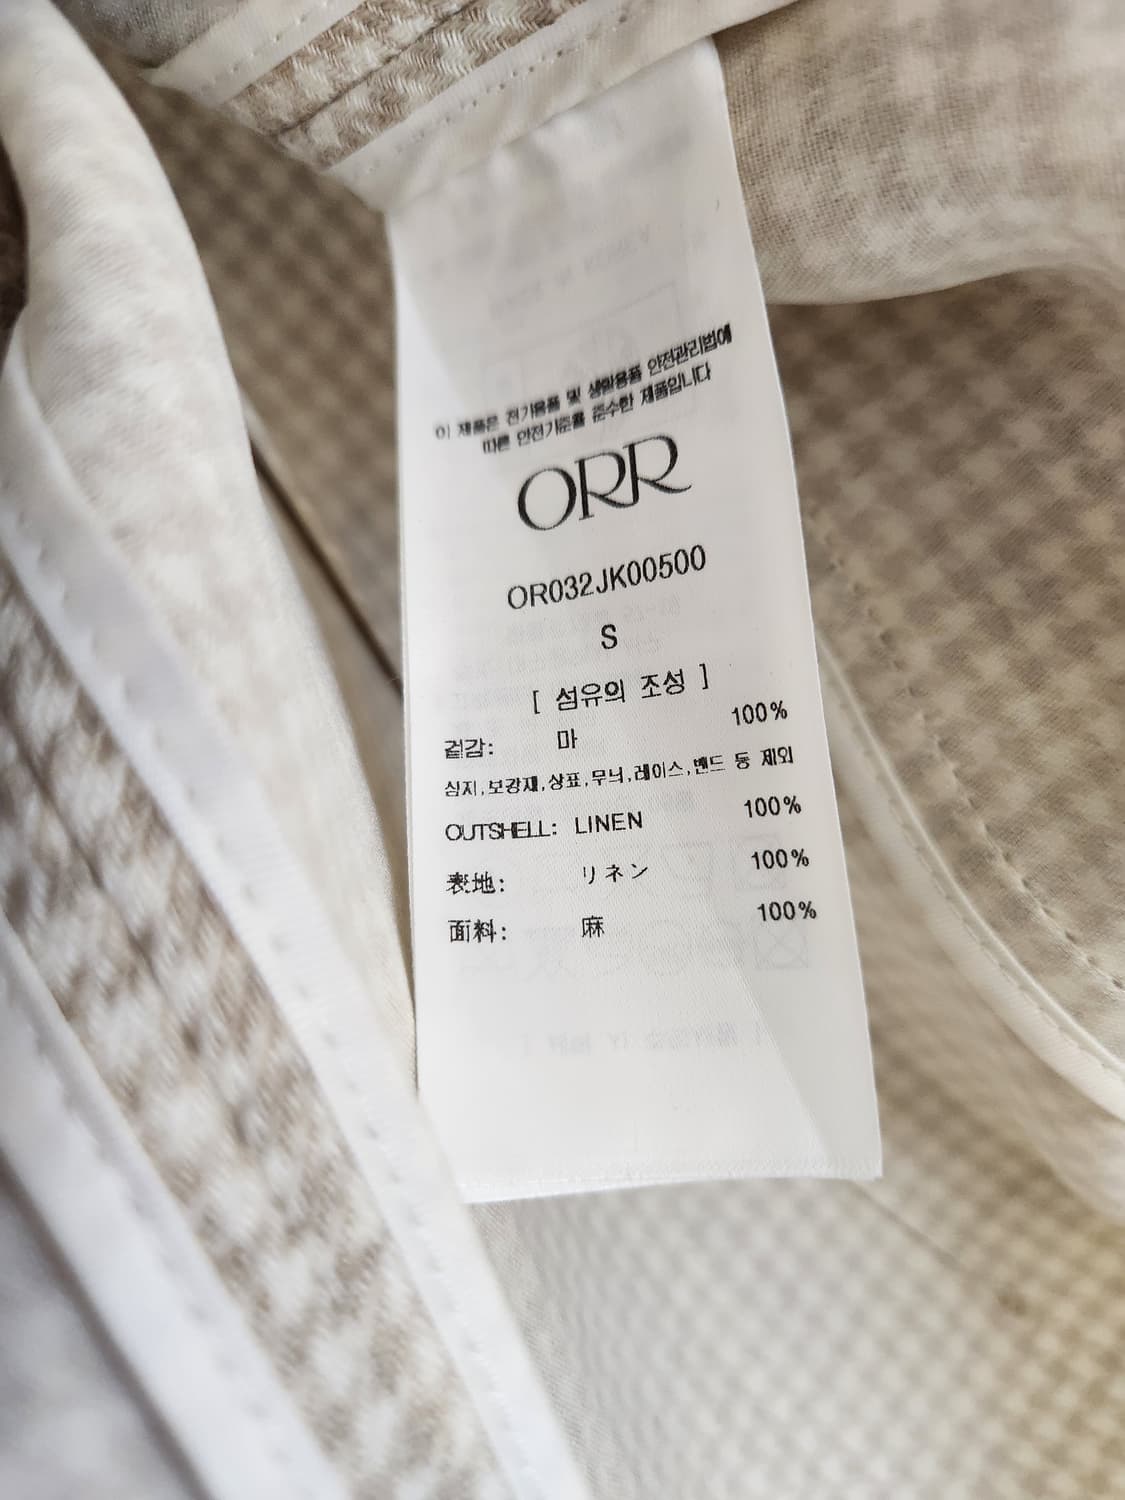 이 제품은 전기용품 및 생활용품 안전관리법에
따른 안전기준을 준수한 제품입니다
ORR
OR032JK00500
S
[ 섬유의 조성 ]
겉감: 마 100%
심지,보강재,상표,무늬,레이스,밴드 등 제외
OUTSHELL: LINEN 100%
表地: リネン 100%
面料: 麻 100%